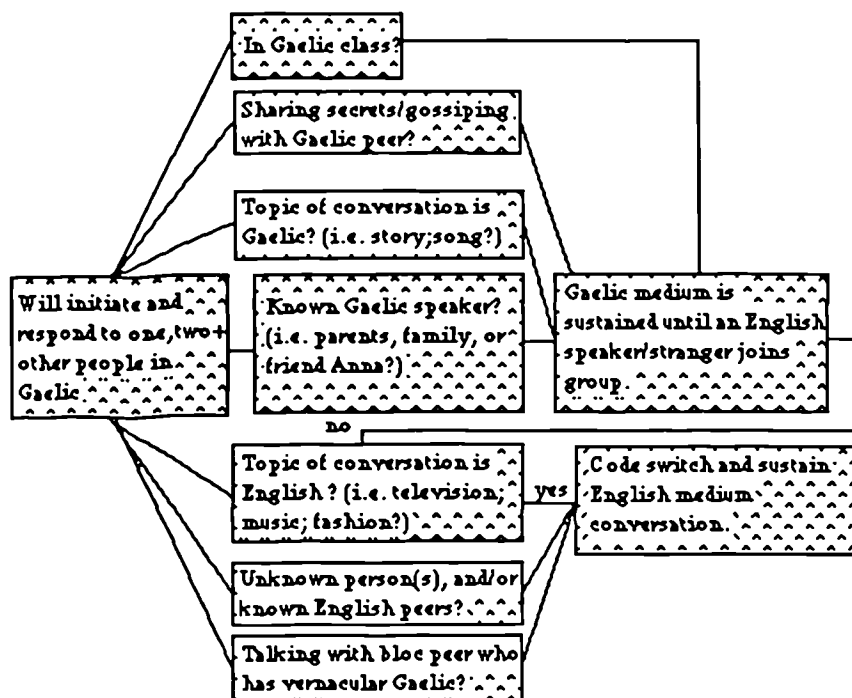 In Gaelic class?
Sharing secrets/gossiping
with Gaelic peer?
Topic of conversation is
Gaelic? (i.e. story;song?)
Will initiate and
respond to one,two+
other people in
Gaelic
Known Gaelic speaker?
(i.e. parents, family, or
friend Anna?)
Gaelic medium is
sustained until an English
speaker/stranger joins
group.
no
Topic of conversation is
English? (i.e. television;
music; fashion?)
yes
Code switch and sustain
English medium
conversation.
Unknown person(s), and/or
known English peers?
Talking with bloc peer who
has vernacular Gaelic?